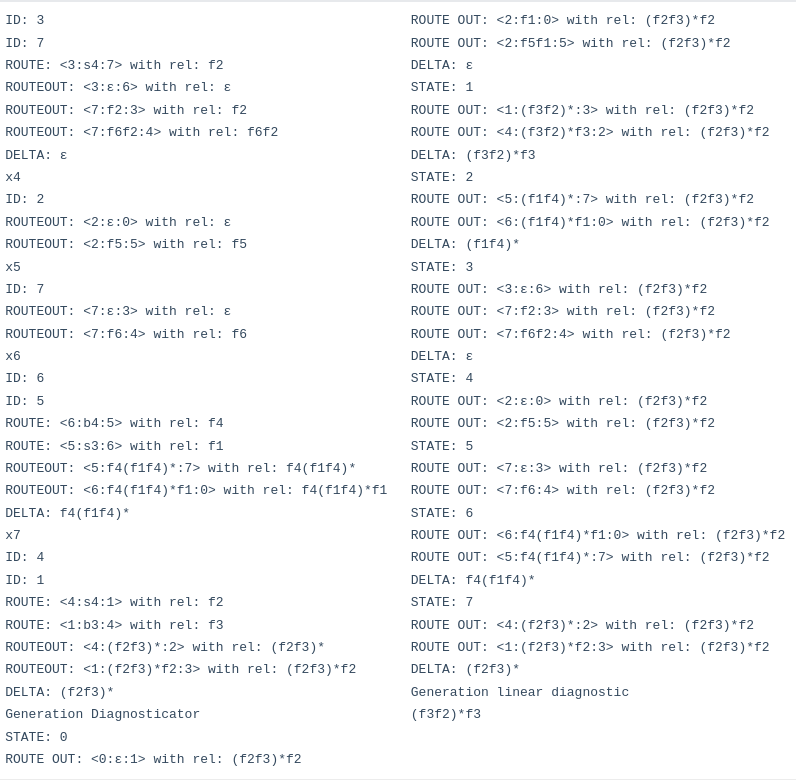 ID: 3
ID: 7
ROUTE: <3:s4:7> with rel: f2
ROUTEOUT: <3:ε:6> with rel: ε
ROUTEOUT: <7:f2:3> with rel: f2
ROUTEOUT: <7:f6f2:4> with rel: f6f2
DELTA: ε
x4
ID: 2
ROUTEOUT: <2:ε:0> with rel: ε
ROUTEOUT: <2:f5:5> with rel: f5
x5
ID: 7
ROUTEOUT: <7:ε:3> with rel: ε
ROUTEOUT: <7:f6:4> with rel: f6
x6
ID: 6
ID: 5
ROUTE: <6:b4:5> with rel: f4
ROUTE: <5:s3:6> with rel: f1
ROUTEOUT: <5:f4(f1f4)*:7> with rel: f4(f1f4)*
ROUTEOUT: <6:f4(f1f4)*f1:0> with rel: f4(f1f4)*f1
DELTA: f4(f1f4)*
x7
ID: 4
ID: 1
ROUTE: <4:s4:1> with rel: f2
ROUTE: <1:b3:4> with rel: f3
ROUTEOUT: <4:(f2f3)*:2> with rel: (f2f3)*
ROUTEOUT: <1:(f2f3)*f2:3> with rel: (f2f3)*f2
DELTA: (f2f3)*
Generation Diagnosticator
STATE: 0
ROUTE OUT: <0:ε:1> with rel: (f2f3)*f2
ROUTE OUT: <2:f1:0> with rel: (f2f3)*f2
ROUTE OUT: <2:f5f1:5> with rel: (f2f3)*f2
DELTA: ε
STATE: 1
ROUTE OUT: <1:(f3f2)*:3> with rel: (f2f3)*f2
ROUTE OUT: <4:(f3f2)*f3:2> with rel: (f2f3)*f2
DELTA: (f3f2)*f3
STATE: 2
ROUTE OUT: <5:(f1f4)*:7> with rel: (f2f3)*f2
ROUTE OUT: <6:(f1f4)*f1:0> with rel: (f2f3)*f2
DELTA: (f1f4)*
STATE: 3
ROUTE OUT: <3:ε:6> with rel: (f2f3)*f2
ROUTE OUT: <7:f2:3> with rel: (f2f3)*f2
ROUTE OUT: <7:f6f2:4> with rel: (f2f3)*f2
DELTA: ε
STATE: 4
ROUTE OUT: <2:ε:0> with rel: (f2f3)*f2
ROUTE OUT: <2:f5:5> with rel: (f2f3)*f2
STATE: 5
ROUTE OUT: <7:ε:3> with rel: (f2f3)*f2
ROUTE OUT: <7:f6:4> with rel: (f2f3)*f2
STATE: 6
ROUTE OUT: <6:f4(f1f4)*f1:0> with rel: (f2f3)*f2
ROUTE OUT: <5:f4(f1f4)*:7> with rel: (f2f3)*f2
DELTA: f4(f1f4)*
STATE: 7
ROUTE OUT: <4:(f2f3)*:2> with rel: (f2f3)*f2
ROUTE OUT: <1:(f2f3)*f2:3> with rel: (f2f3)*f2
DELTA: (f2f3)*
Generation linear diagnostic
(f3f2)*f3